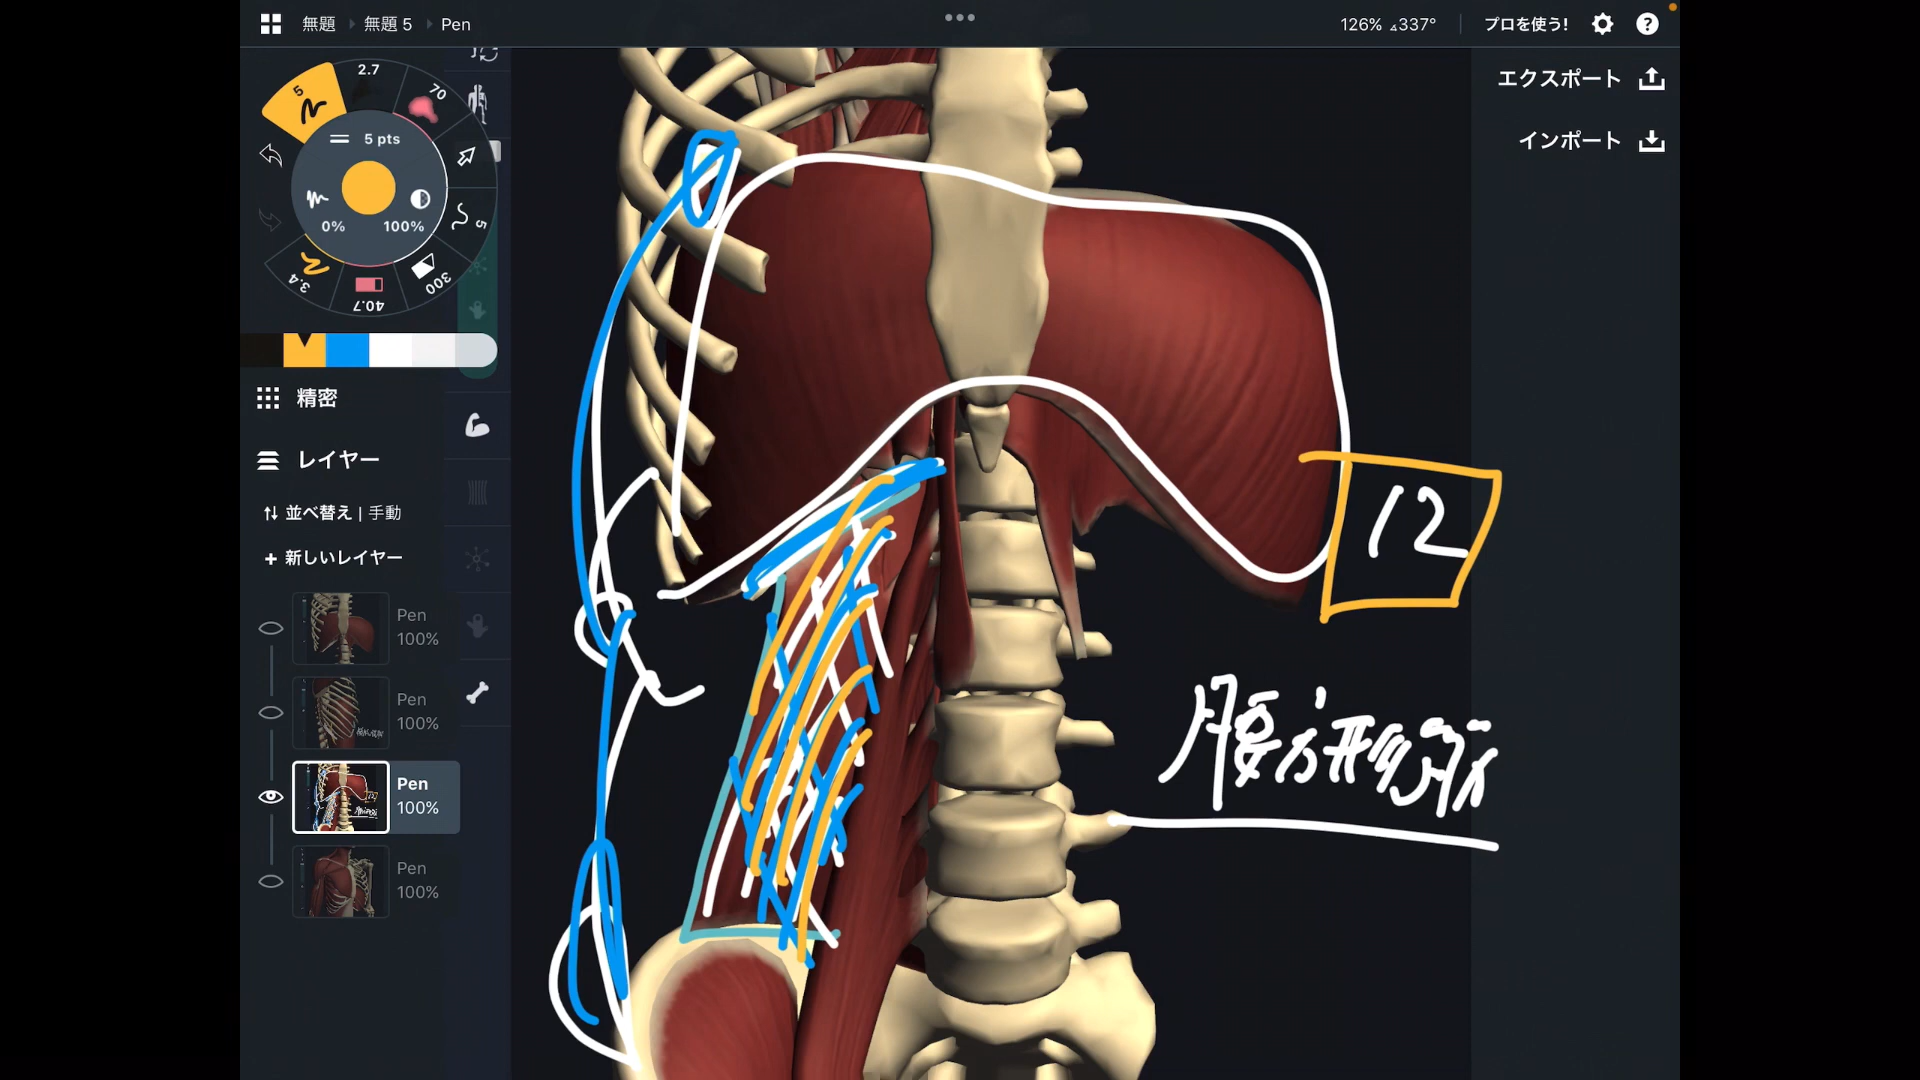 無題 無題 5 Pen
126% ⊿337°
プロを使う!
エクスポート
インポート
2.7
5
70
5 pts
0%
100%
5
3.4
40.7
300
精密
レイヤー
並べ替え | 手動
+ 新しいレイヤー
Pen
100%
Pen
100%
Pen
100%
Pen
100%
12
腰方形筋